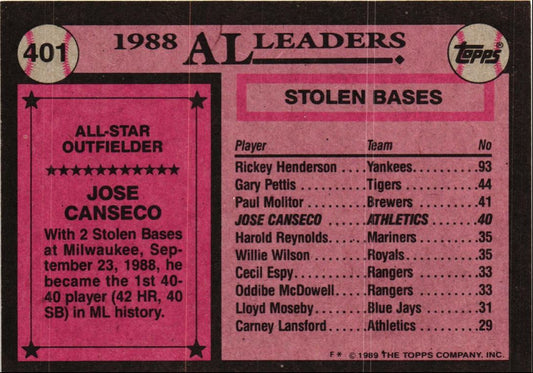 401
1988 AL LEADERS
TOPPS®
ALL-STAR
OUTFIELDER
JOSE
CANSECO
With 2 Stolen Bases
at Milwaukee, Sep-
tember 23, 1988, he
became the 1st 40-
40 player (42 HR, 40
SB) in ML history.
STOLEN BASES
Player Team No
Rickey Henderson ......Yankees.........93
Gary Pettis ............Tigers ...........44
Paul Molitor ...........Brewers .........41
JOSE CANSECO .....ATHLETICS ......40
Harold Reynolds.......Mariners.........35
Willie Wilson ..........Royals...........35
Cecil Espy..............Rangers .........33
Oddibe McDowell......Rangers .........33
Lloyd Moseby .........Blue Jays ........31
Carney Lansford .......Athletics ........29
F* © 1989 THE TOPPS COMPANY, INC.